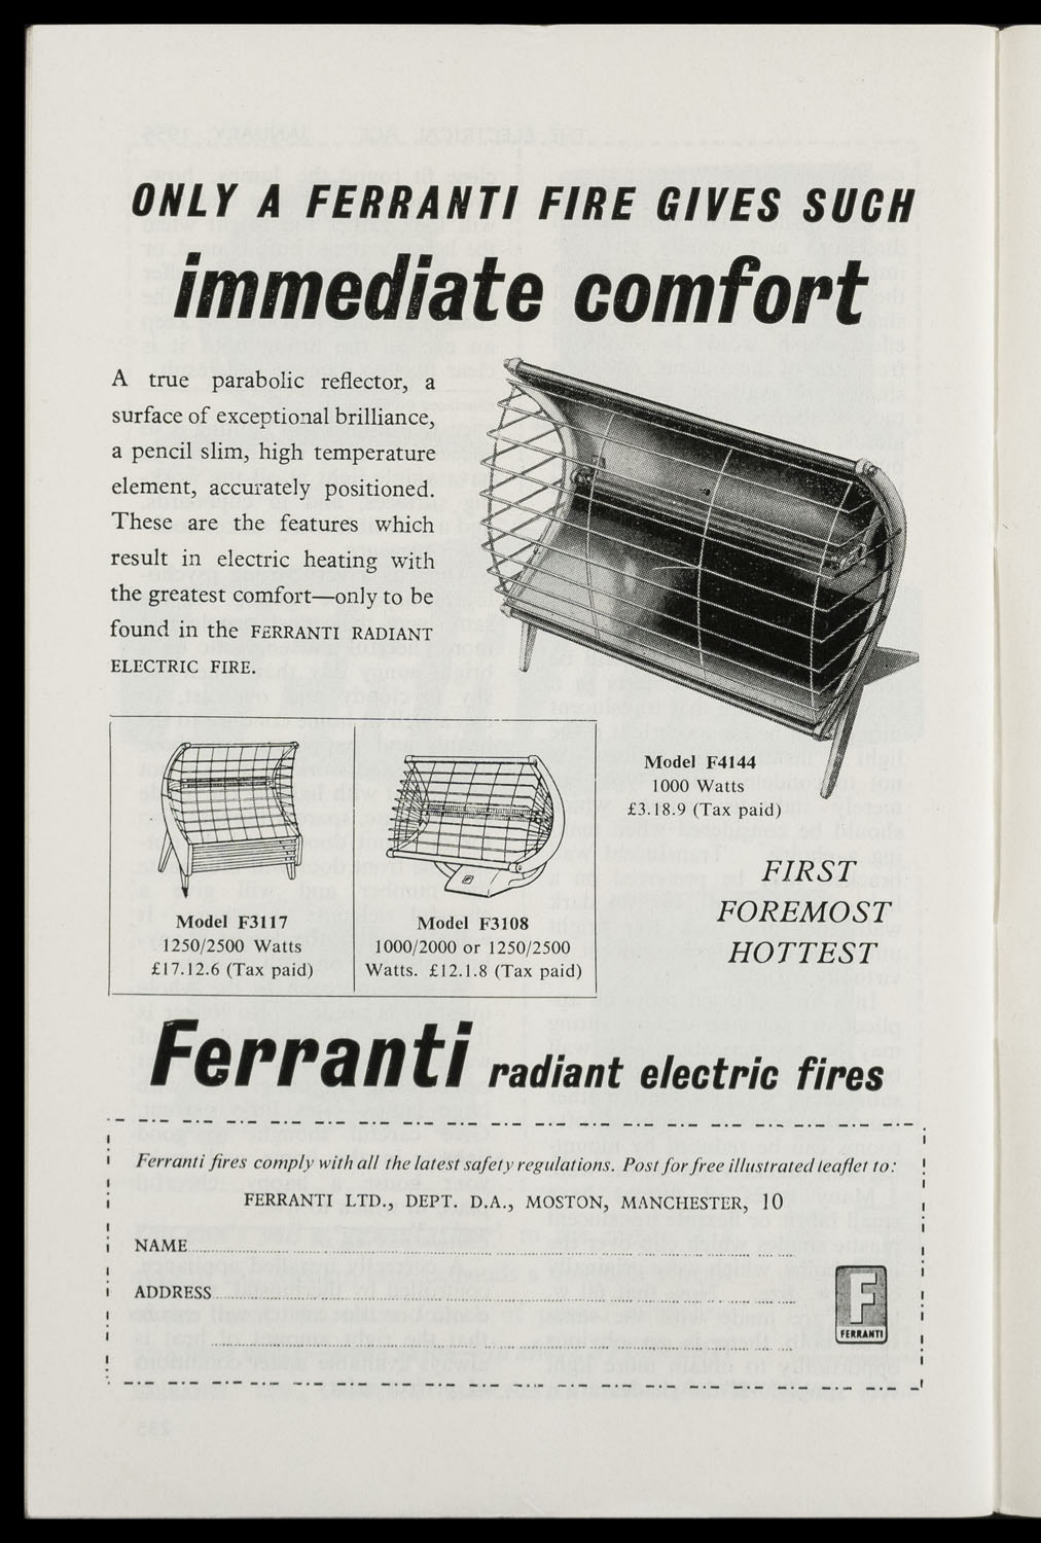 ONLY A FERRANTI FIRE GIVES SUCH
immediate comfort
A true parabolic reflector, a
surface of exceptional brilliance,
a pencil slim, high temperature
element, accurately positioned.
These are the features which
result in electric heating with
the greatest comfort—only to be
found in the FERRANTI RADIANT
ELECTRIC FIRE.
Model F4144
1000 Watts
£3.18.9 (Tax paid)
Model F3117
1250/2500 Watts
£17.12.6 (Tax paid)
Model F3108
1000/2000 or 1250/2500
Watts. £12.1.8 (Tax paid)
FIRST
FOREMOST
HOTTEST
Ferranti radiant electric fires
Ferranti fires comply with all the latest safety regulations. Post for free illustrated leaflet to:
FERRANTI LTD., DEPT. D.A., MOSTON, MANCHESTER, 10
NAME
ADDRESS
F
FERRANTI